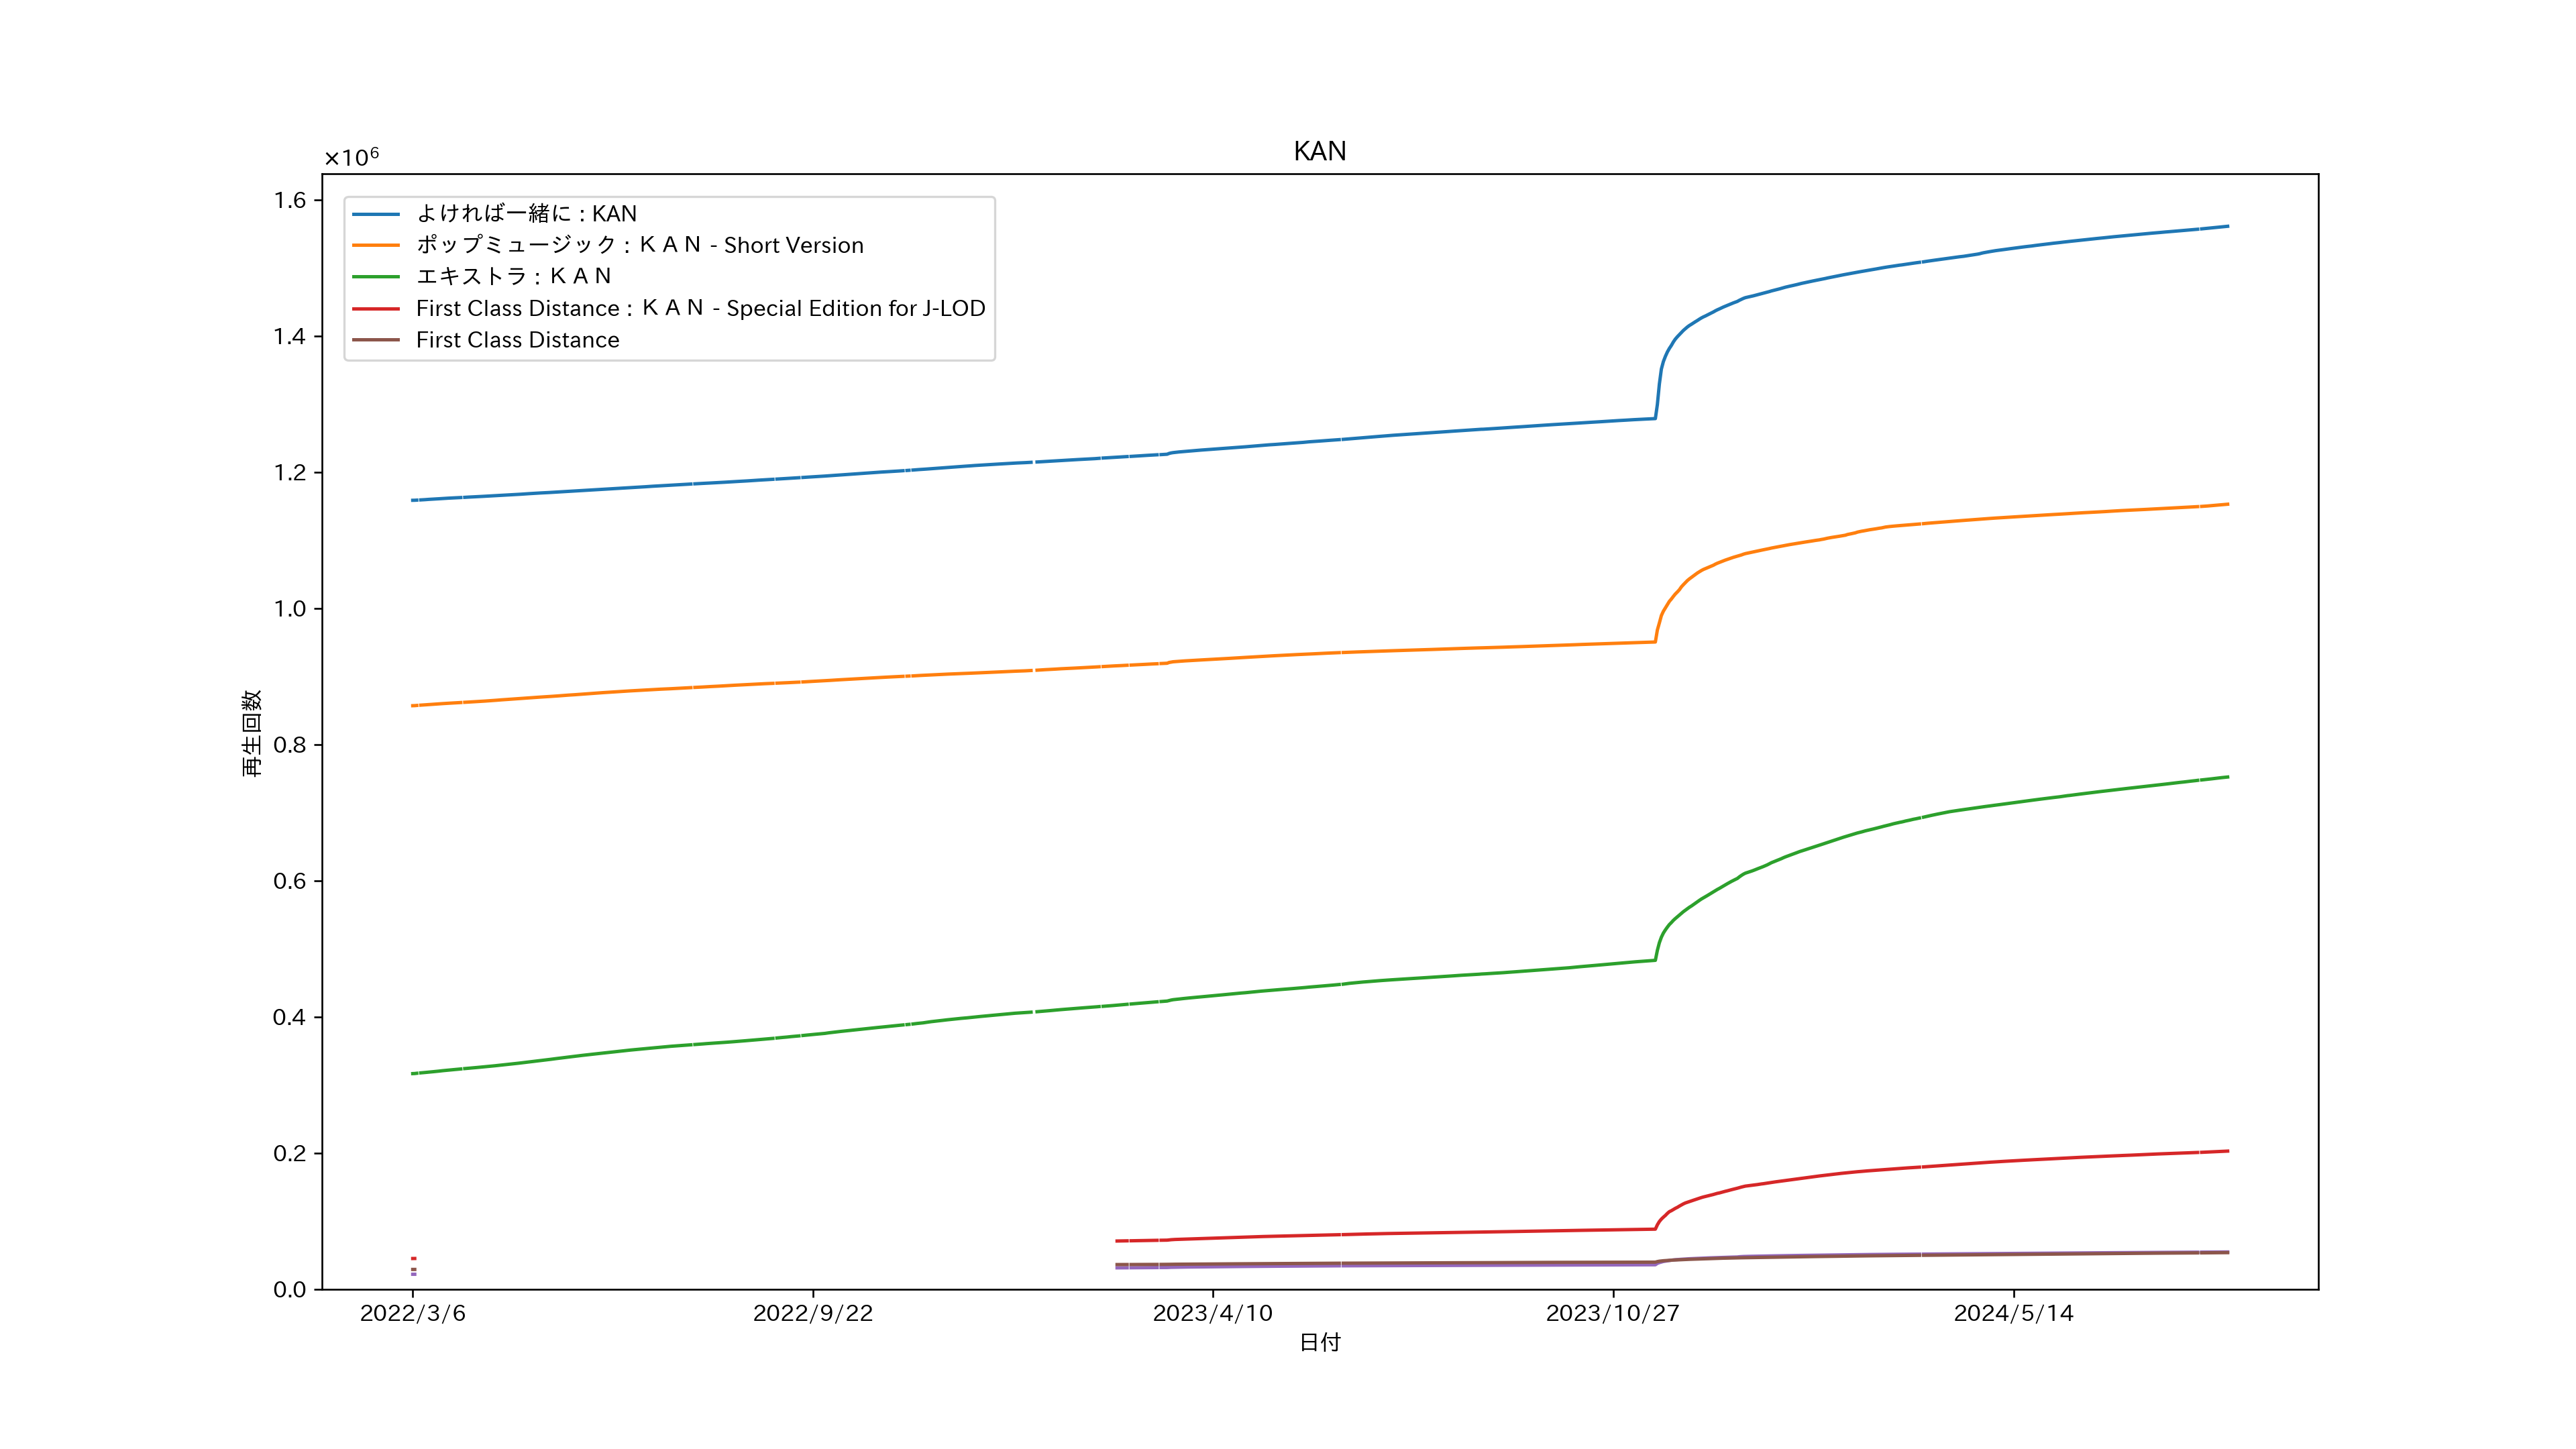 KAN
×10⁶
1.6
1.4
1.2
1.0
0.8
0.6
0.4
0.2
0.0
再生回数
よければ一緒に : KAN
ポップミュージック : ＫＡＮ - Short Version
エキストラ : ＫＡＮ
First Class Distance : ＫＡＮ - Special Edition for J-LOD
First Class Distance
2022/3/6
2022/9/22
2023/4/10
2023/10/27
2024/5/14
日付